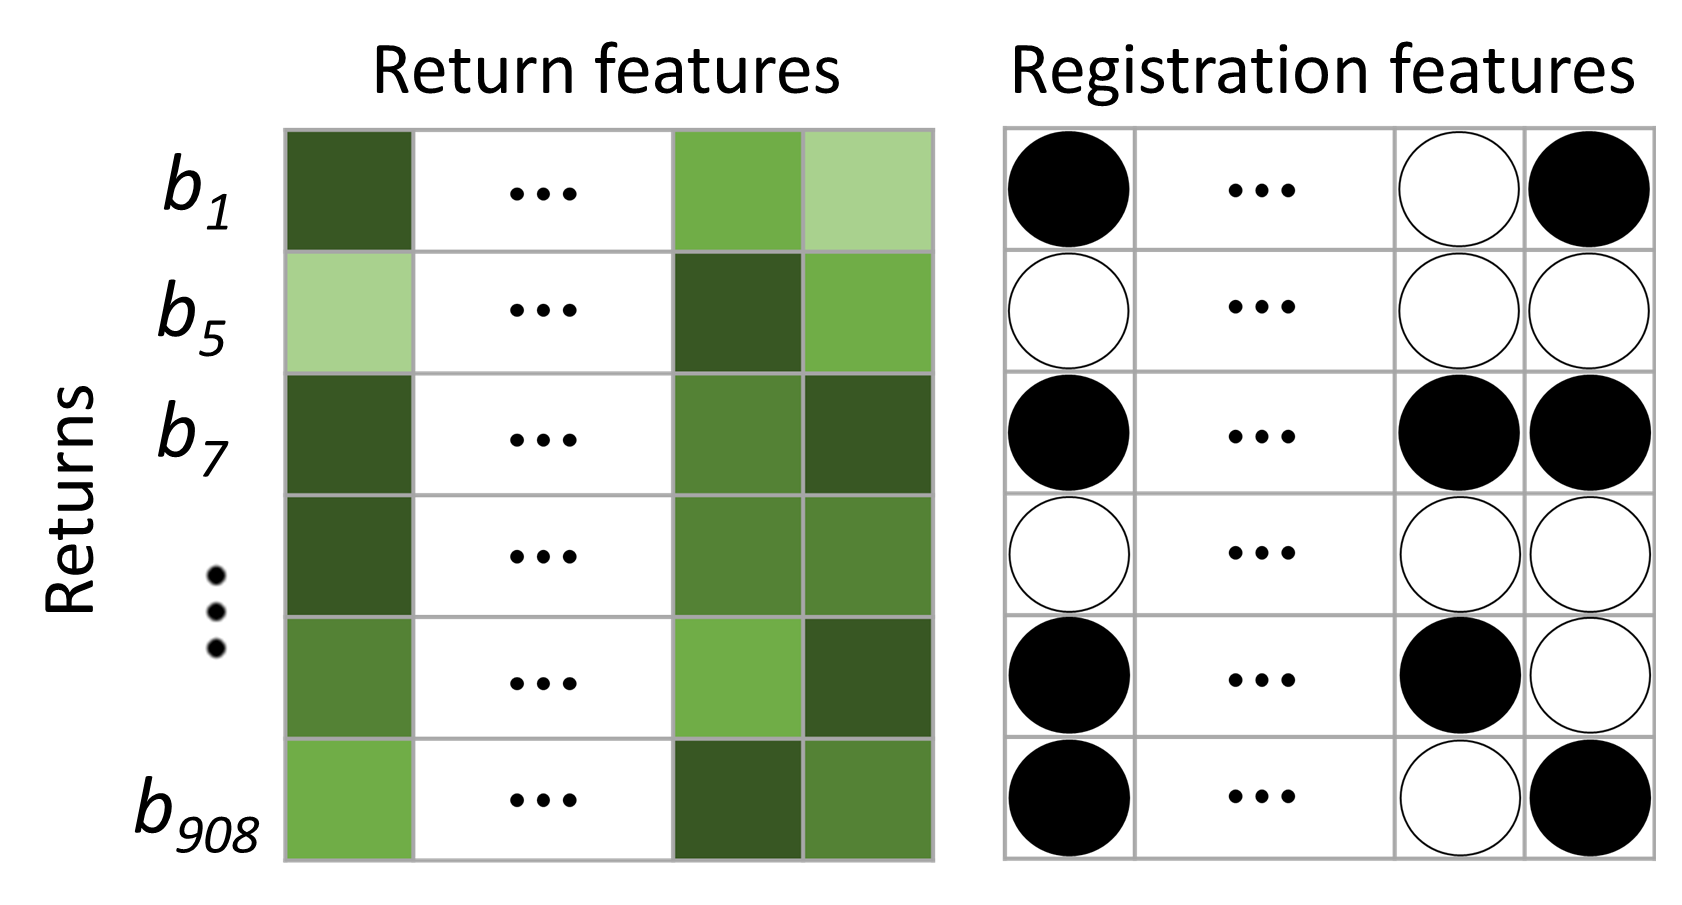 Return features
Registration features
Returns
b1
b5
b7
b908